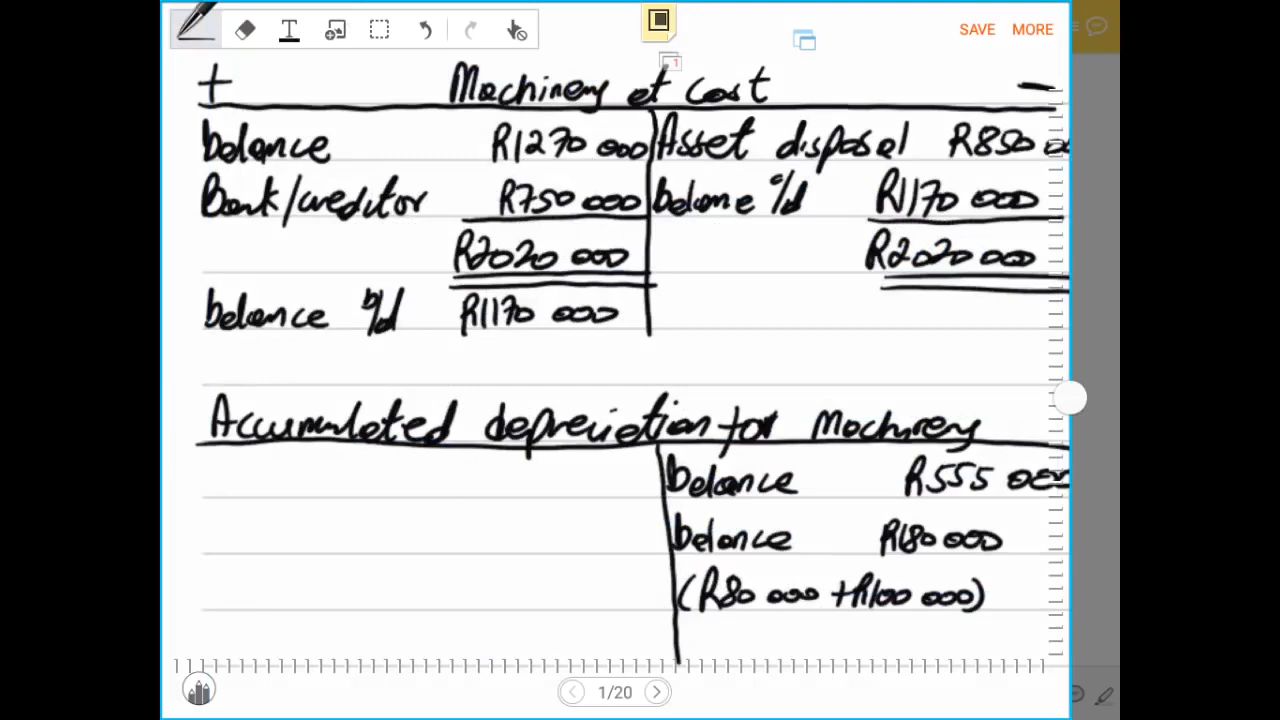 T
SAVE MORE
1
+ Machinery at cost -
balance R1270 000 Asset disposal R850 00
Bank/creditor R750 000 balance c/d R1170 000
R2020 000 R2020 000
balance b/d R1170 000
Accumulated depreciation for Machinery
balance R555 000
balance R180 000
(R80 000 + R100 000)
1/20